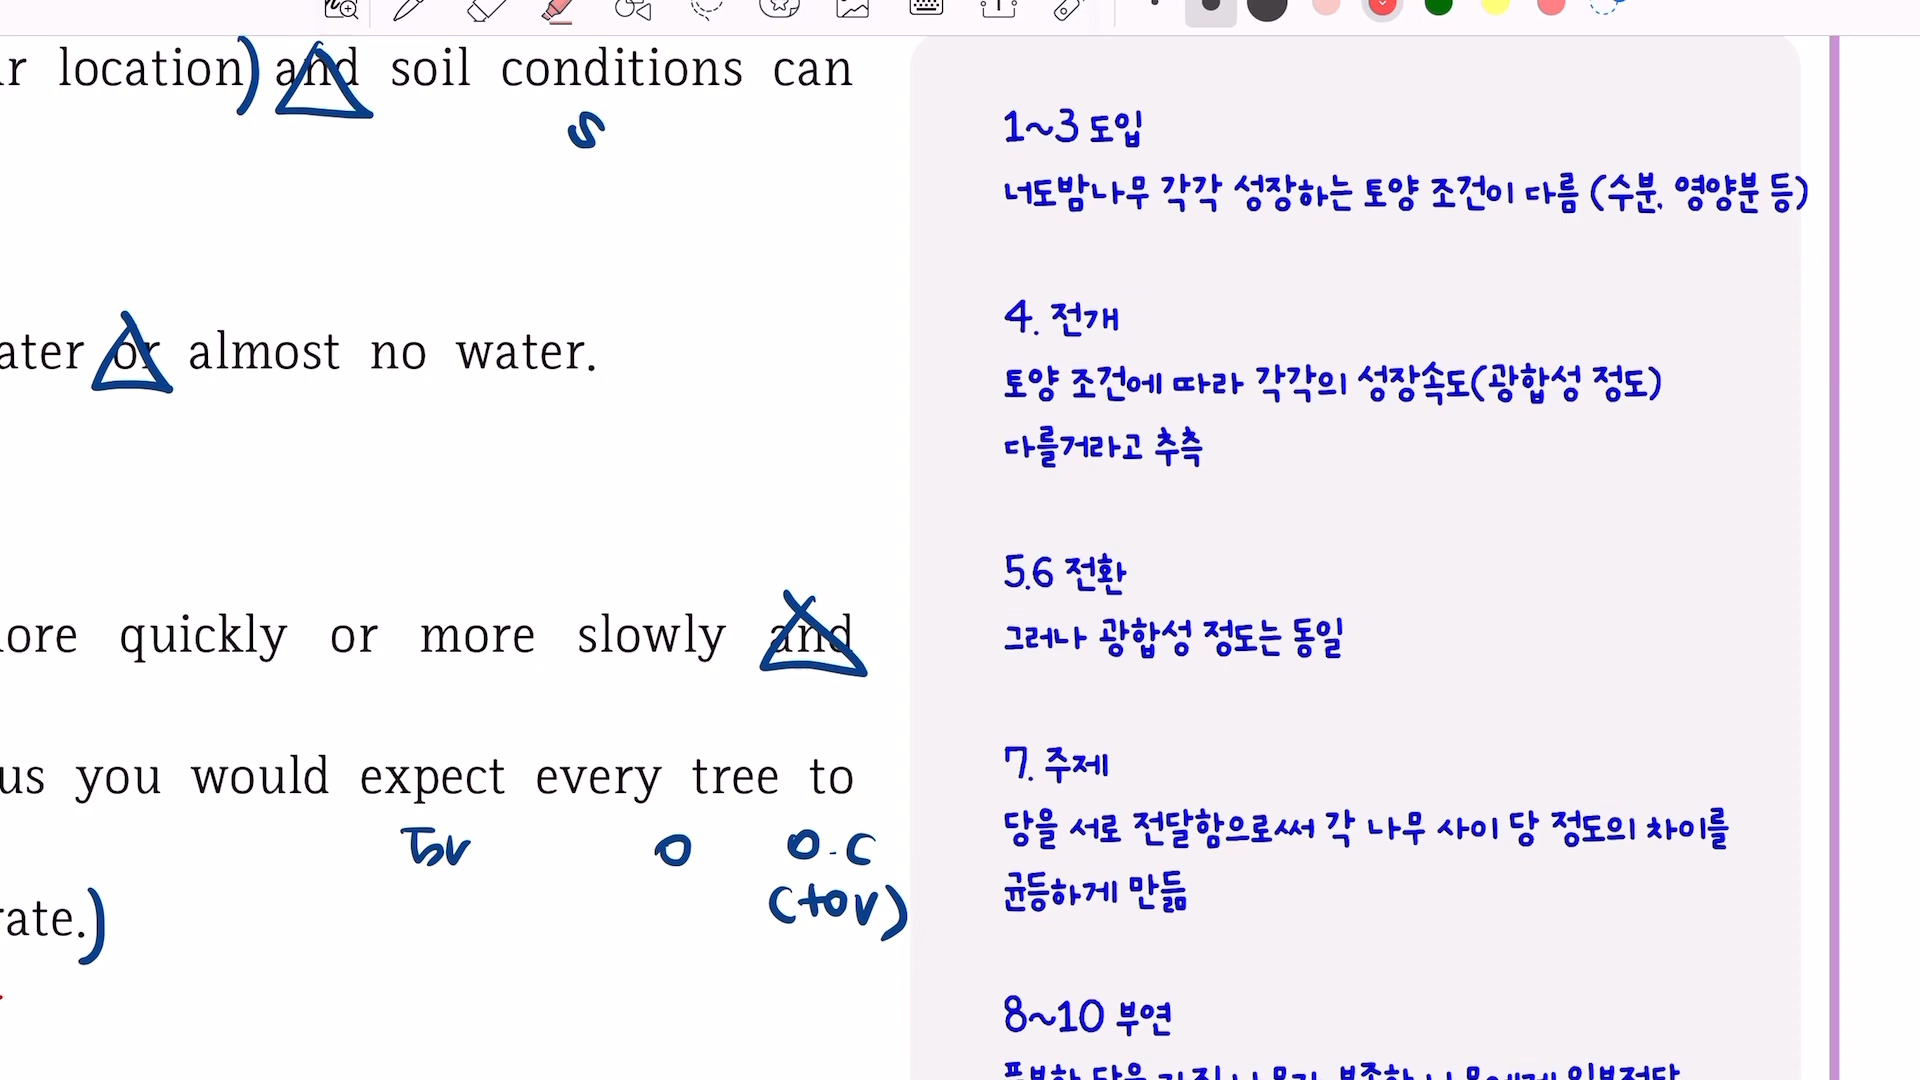 location) and soil conditions can
s
or almost no water.
quickly or more slowly and
you would expect every tree to
5v o o.c
(tov)
rate.)
1~3 도입
너도밤나무 각각 성장하는 토양 조건이 다름 (수분, 영양분 등)
4. 전개
토양 조건에 따라 각각의 성장속도(광합성 정도)
다를거라고 추측
5.6 전환
그러나 광합성 정도는 동일
7. 주제
당을 서로 전달함으로써 각 나무 사이 당 정도의 차이를
균등하게 만듦
8~10 부연